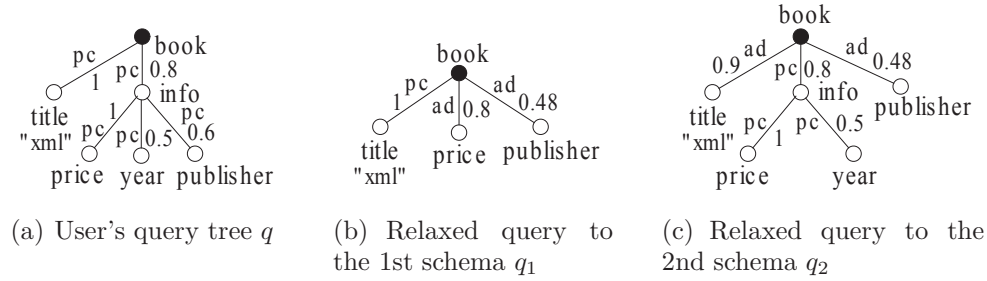 book
pc
1
pc
0.8
info
title
"xml"
1
pc
pc
0.5
pc
0.6
price
year
publisher
(a) User's query tree q
book
pc
1
ad
0.8
ad
0.48
title
"xml"
price
publisher
(b) Relaxed query to
the 1st schema q1
book
ad
0.9
pc
0.8
ad
0.48
info
publisher
title
"xml"
pc
1
pc
0.5
price
year
(c) Relaxed query to the
2nd schema q2